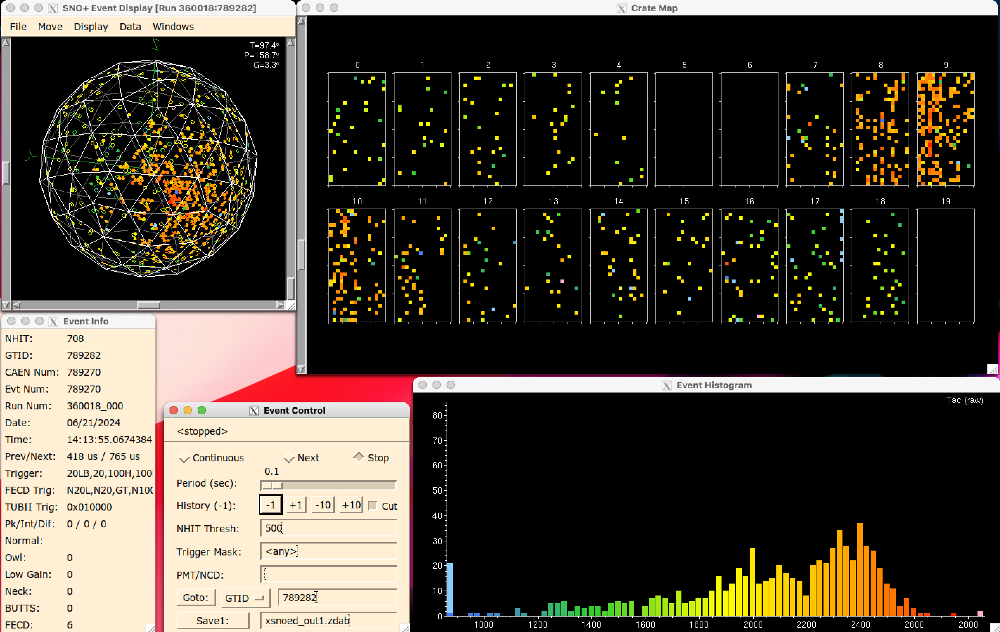 SNO+ Event Display [Run 360018:789282]
File Move Display Data Windows
T=97.4°
P=158.7°
G=3.3°
Crate Map
0 1 2 3 4 5 6 7 8 9
10 11 12 13 14 15 16 17 18 19
Event Info
NHIT: 708
GTID: 789282
CAEN Num: 789270
Evt Num: 789270
Run Num: 360018_000
Date: 06/21/2024
Time: 14:13:55.0674384
Prev/Next: 418 us / 765 us
Trigger: 20LB,20,100H,100
FECD Trig: N20L,N20,GT,N100
TUBII Trig: 0x010000
Pk/Int/Dif: 0 / 0 / 0
Normal:
Owl: 0
Low Gain: 0
Neck: 0
BUTTS: 0
FECD: 6
Event Control
<stopped>
Continuous Next Stop
0.1
Period (sec):
History (-1): -1 +1 -10 +10 Cut
NHIT Thresh: 500
Trigger Mask: <any>
PMT/NCD:
Goto: GTID 789282
Save1: xsnoed_out1.zdab
Event Histogram
Tac (raw)
80
70
60
50
40
30
20
10
0
1000 1200 1400 1600 1800 2000 2200 2400 2600 2800